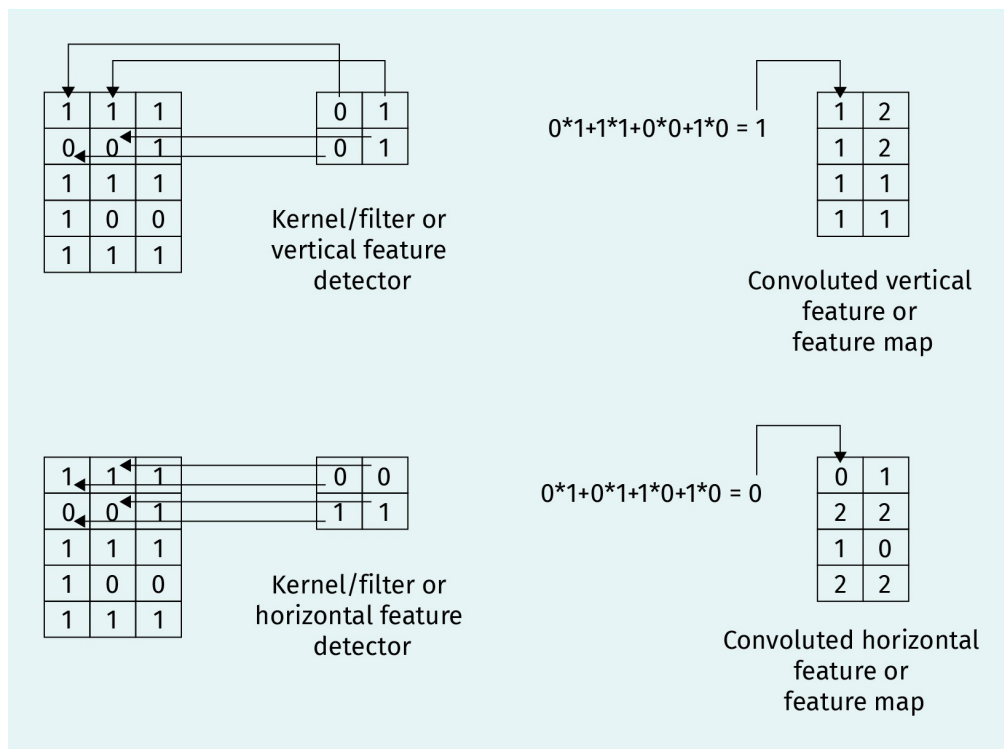 1 1 1
0 0 1
1 1 1
1 0 0
1 1 1
0 1
0 1
Kernel/filter or
vertical feature
detector
0*1+1*1+0*0+1*0 = 1
1 2
1 2
1 1
1 1
Convoluted vertical
feature or
feature map
1 1 1
0 0 1
1 1 1
1 0 0
1 1 1
0 0
1 1
Kernel/filter or
horizontal feature
detector
0*1+0*1+1*0+1*0 = 0
0 1
2 2
1 0
2 2
Convoluted horizontal
feature or
feature map